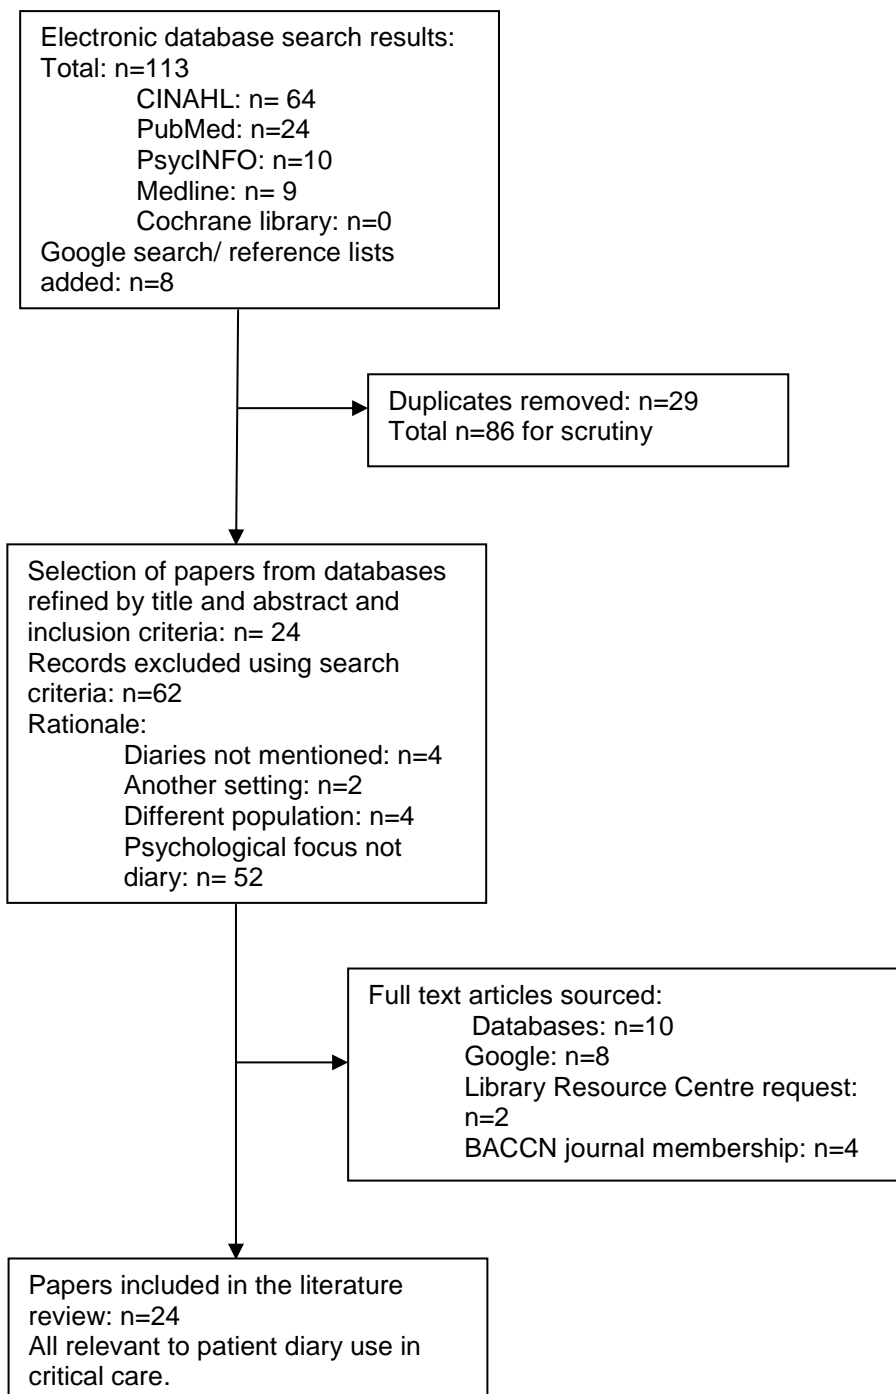 Electronic database search results:
Total: n=113
CINAHL: n= 64
PubMed: n=24
PsycINFO: n=10
Medline: n= 9
Cochrane library: n=0
Google search/ reference lists
added: n=8
Duplicates removed: n=29
Total n=86 for scrutiny
Selection of papers from databases
refined by title and abstract and
inclusion criteria: n= 24
Records excluded using search
criteria: n=62
Rationale:
Diaries not mentioned: n=4
Another setting: n=2
Different population: n=4
Psychological focus not
diary: n= 52
Full text articles sourced:
Databases: n=10
Google: n=8
Library Resource Centre request:
n=2
BACCN journal membership: n=4
Papers included in the literature
review: n=24
All relevant to patient diary use in
critical care.